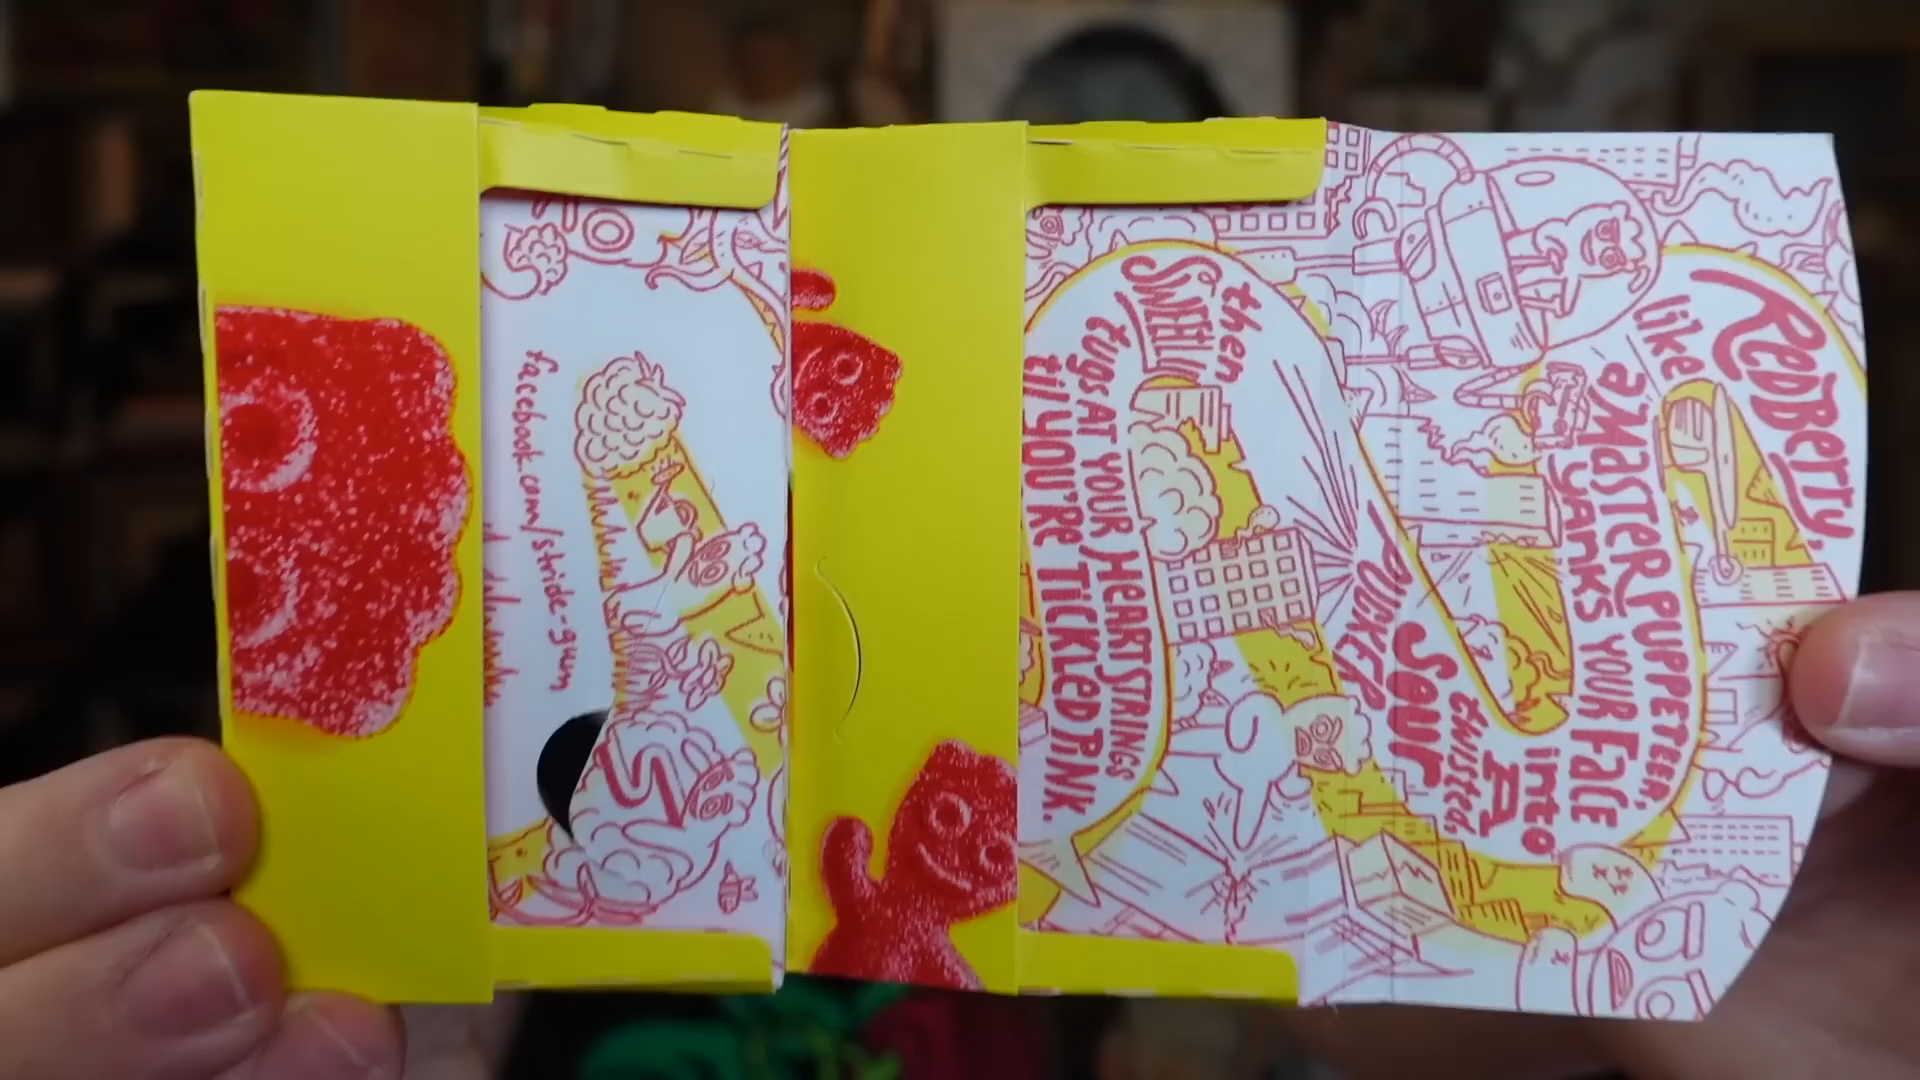 REDBERRY,
like
a MASTER PUPPETEER,
YANKS YOUR FACE
into
A
twisted,
Sour
PUCKER
then
SWEETLY
tugs AT YOUR HEARTSTRINGS
til YOU'RE TICKLED PINK.
facebook.com/stride-gum